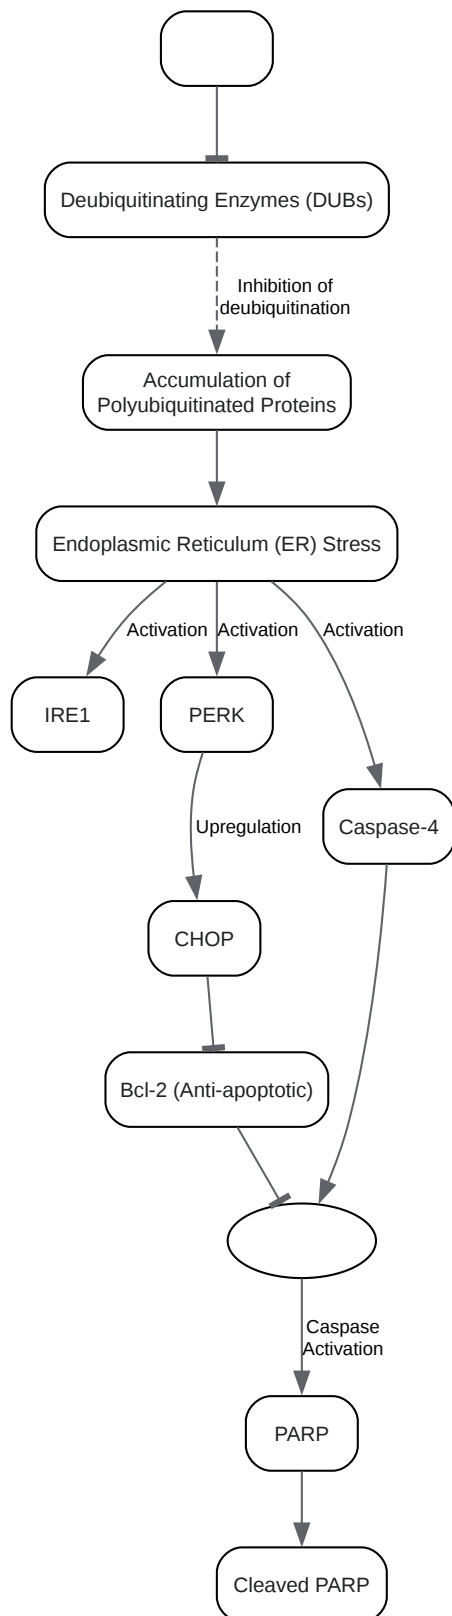 Deubiquitinating Enzymes (DUBs)
Inhibition of
deubiquitination
Accumulation of
Polyubiquitinated Proteins
Endoplasmic Reticulum (ER) Stress
Activation
Activation
Activation
IRE1
PERK
Upregulation
Caspase-4
CHOP
Bcl-2 (Anti-apoptotic)
Caspase
Activation
PARP
Cleaved PARP